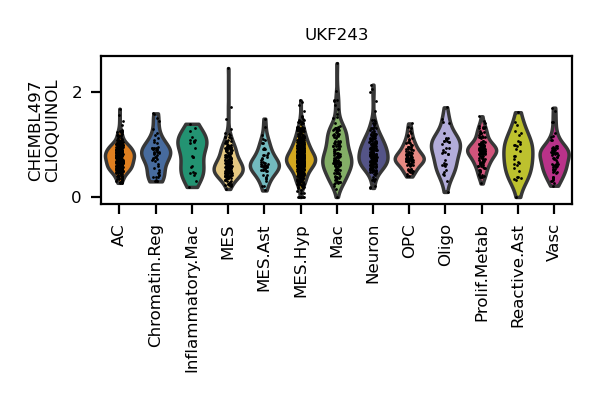 UKF243
CHEMBL497
CLIOQUINOL
2
0
AC
Chromatin.Reg
Inflammatory.Mac
MES
MES.Ast
MES.Hyp
Mac
Neuron
OPC
Oligo
Prolif.Metab
Reactive.Ast
Vasc